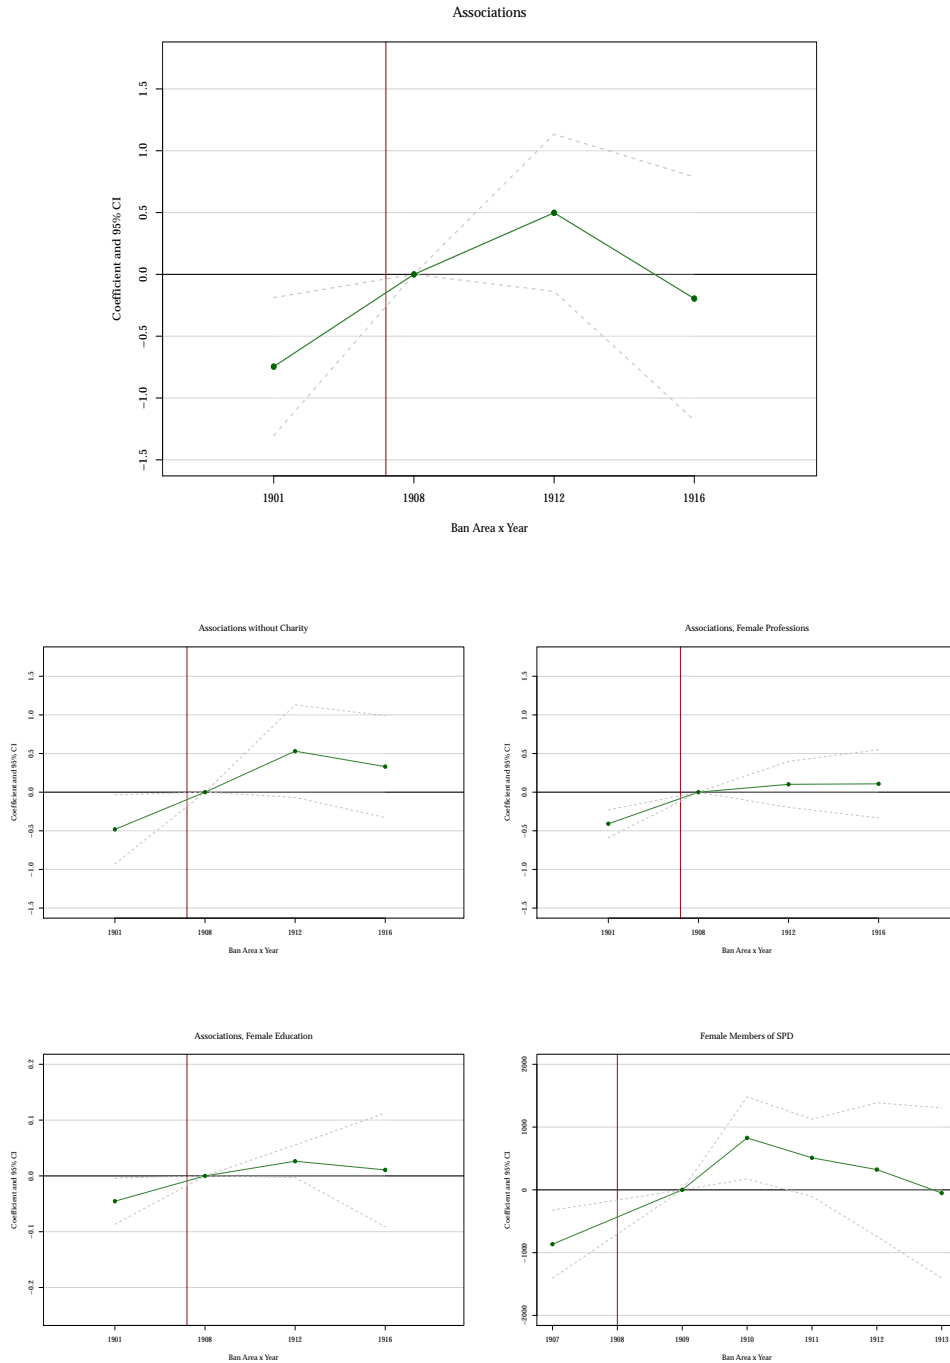 Associations
1.5
1.0
0.5
0.0
−0.5
−1.0
−1.5
Coefficient and 95% CI
1901 1908 1912 1916
Ban Area x Year
Associations without Charity
1.5
1.0
0.5
0.0
−0.5
−1.0
−1.5
Coefficient and 95% CI
1901 1908 1912 1916
Ban Area x Year
Associations, Female Professions
1.5
1.0
0.5
0.0
−0.5
−1.0
−1.5
Coefficient and 95% CI
1901 1908 1912 1916
Ban Area x Year
Associations, Female Education
0.2
0.1
0.0
−0.1
−0.2
Coefficient and 95% CI
1901 1908 1912 1916
Ban Area x Year
Female Members of SPD
2000
1000
0
−1000
−2000
Coefficient and 95% CI
1907 1908 1909 1910 1911 1912 1913
Ban Area x Year